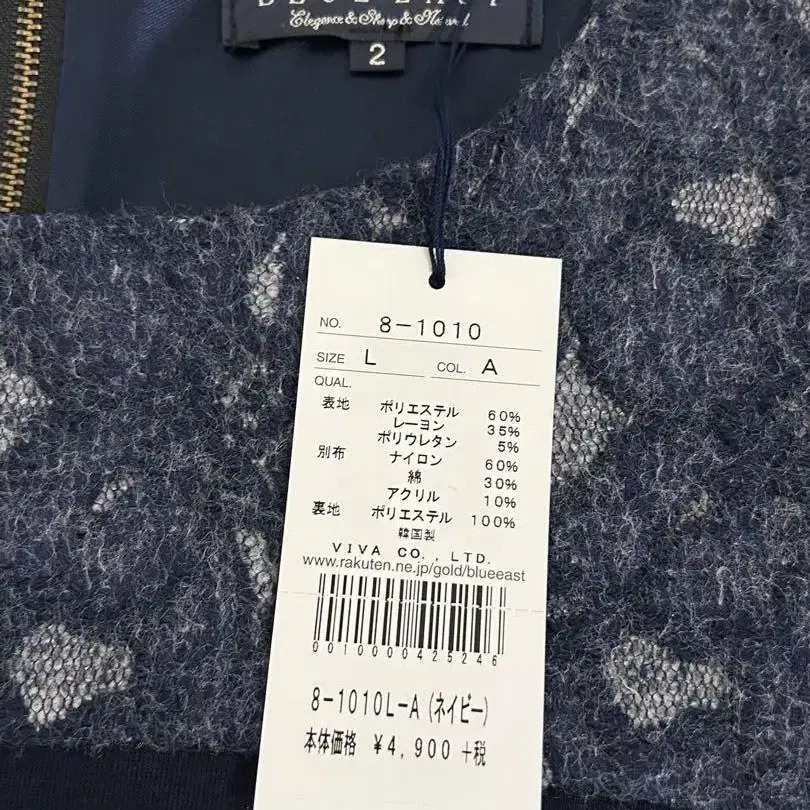 Elegance & Sharp & Natural
2
NO. 8-1010
SIZE L COL. A
QUAL.
表地 ポリエステル 60%
レーヨン 35%
ポリウレタン 5%
別布 ナイロン 60%
綿 30%
アクリル 10%
裏地 ポリエステル 100%
韓国製
VIVA CO., LTD.
www.rakuten.ne.jp/gold/blueeast
0010000425246
8-1010L-A (ネイビー)
本体価格 ¥4,900 +税